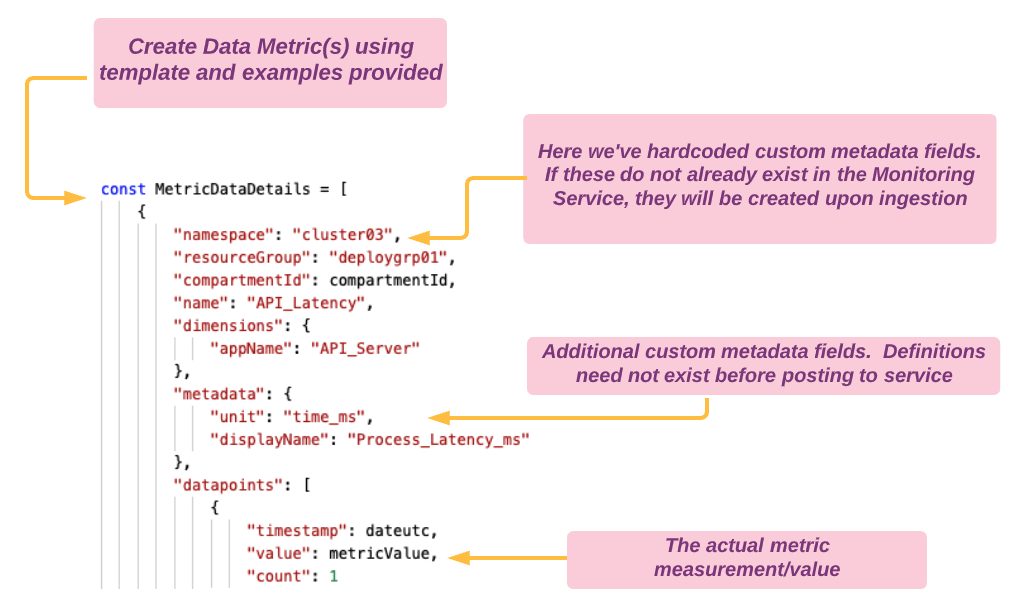 Create Data Metric(s) using
template and examples provided
Here we've hardcoded custom metadata fields.
If these do not already exist in the Monitoring
Service, they will be created upon ingestion
const MetricDataDetails = [
{
"namespace": "cluster03",
"resourceGroup": "deploygrp01",
"compartmentId": compartmentId,
"name": "API_Latency",
"dimensions": {
"appName": "API_Server"
},
"metadata": {
"unit": "time_ms",
"displayName": "Process_Latency_ms"
},
"datapoints": [
{
"timestamp": dateutc,
"value": metricValue,
"count": 1
Additional custom metadata fields.  Definitions
need not exist before posting to service
The actual metric
measurement/value